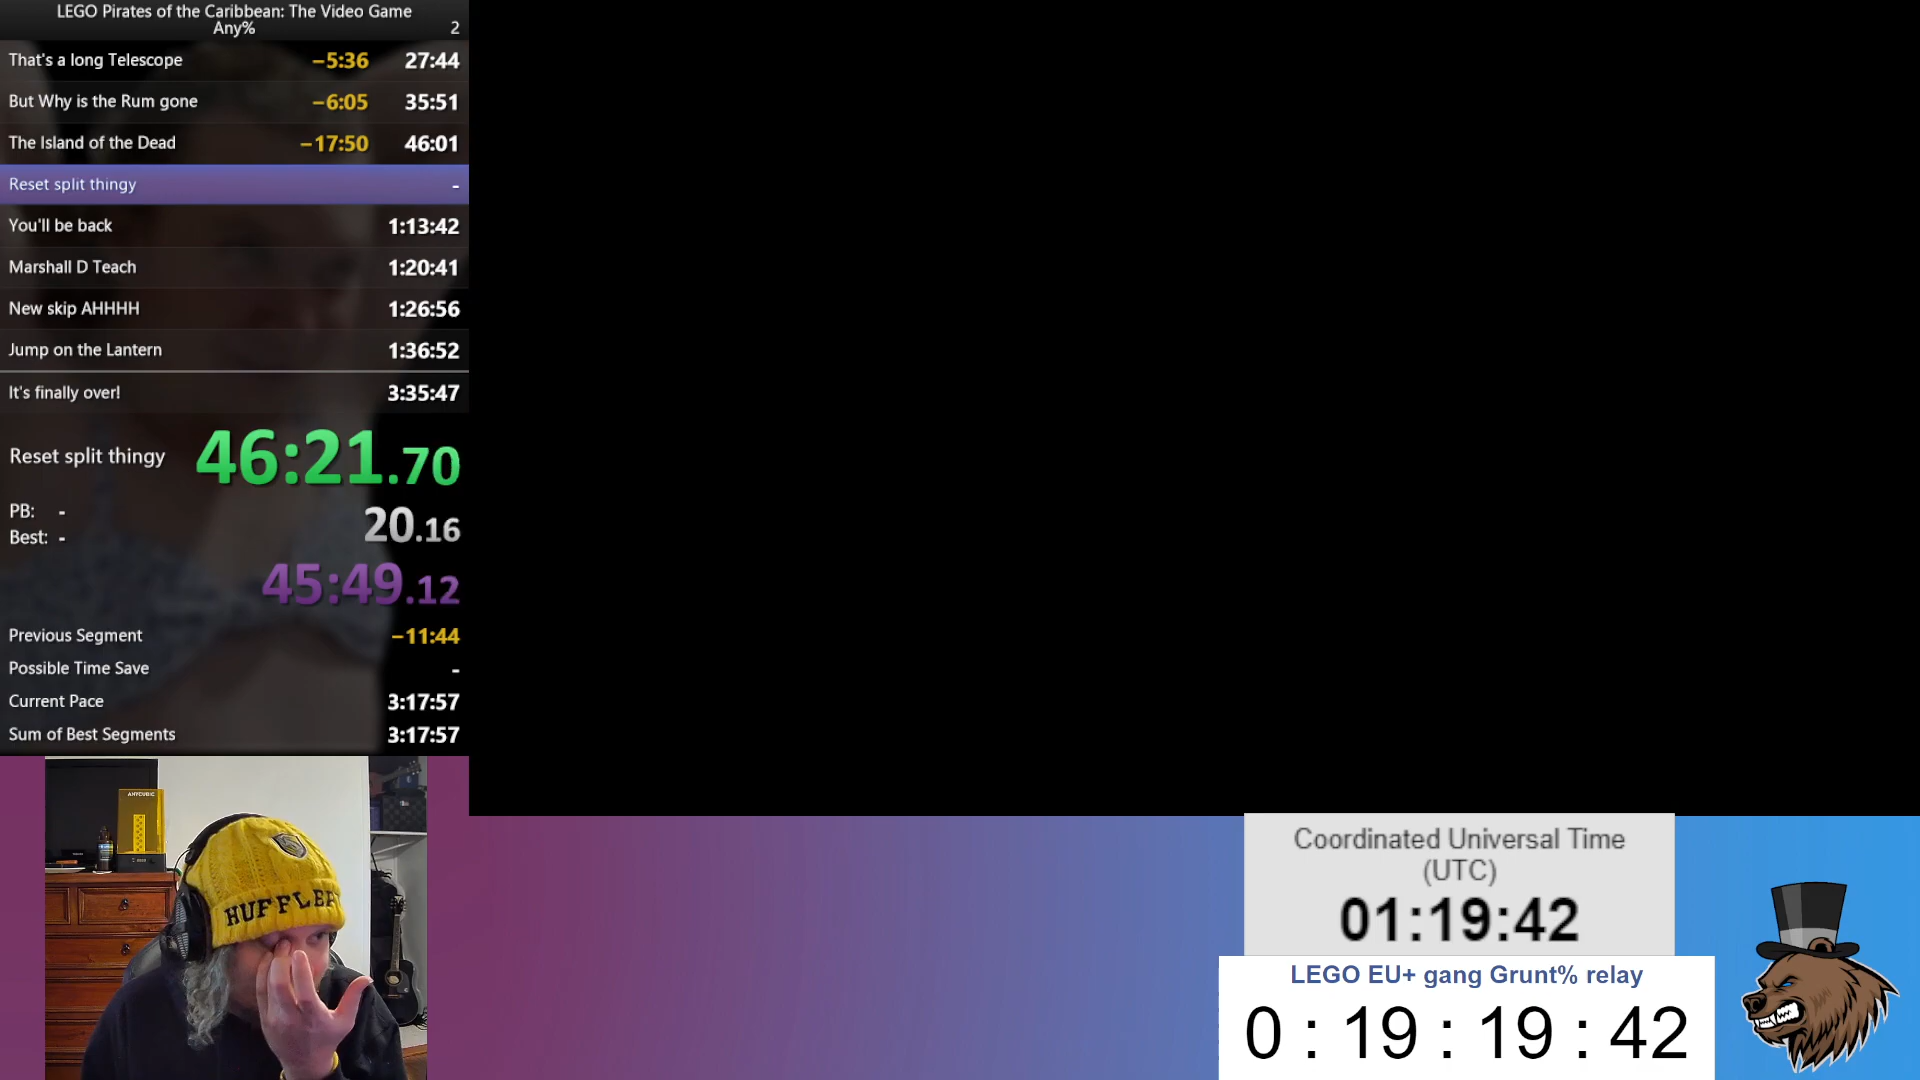 LEGO Pirates of the Caribbean: The Video Game
Any% 2
That's a long Telescope −5:36 27:44
But Why is the Rum gone −6:05 35:51
The Island of the Dead −17:50 46:01
Reset split thingy -
You'll be back 1:13:42
Marshall D Teach 1:20:41
New skip AHHHH 1:26:56
Jump on the Lantern 1:36:52
It's finally over! 3:35:47
Reset split thingy 46:21.70
PB: - 20.16
Best: -
45:49.12
Previous Segment −11:44
Possible Time Save -
Current Pace 3:17:57
Sum of Best Segments 3:17:57
ANYCUBIC
Coordinated Universal Time
(UTC)
01:19:42
LEGO EU+ gang Grunt% relay
0 : 19 : 19 : 42